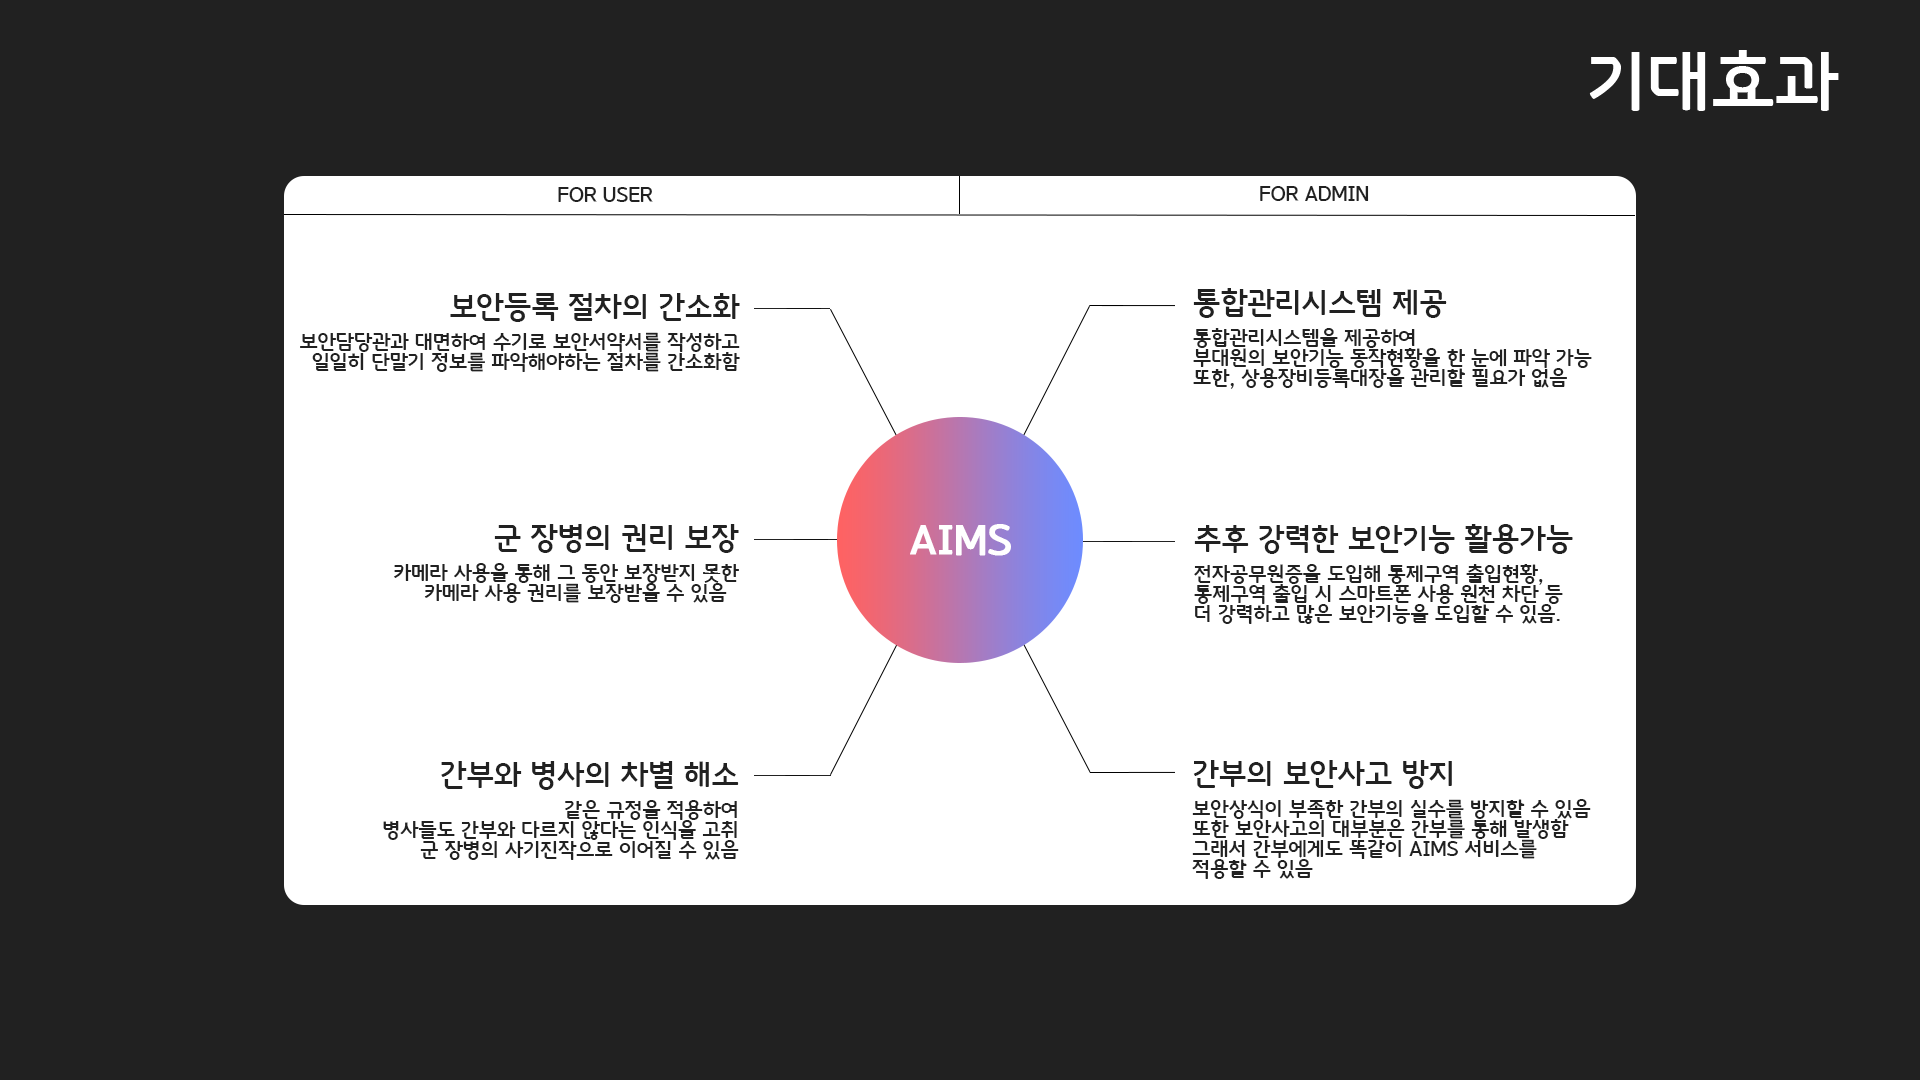 기대효과
FOR USER
FOR ADMIN
보안등록 절차의 간소화
보안담당관과 대면하여 수기로 보안서약서를 작성하고
일일히 단말기 정보를 파악해야하는 절차를 간소화함
군 장병의 권리 보장
카메라 사용을 통해 그 동안 보장받지 못한
카메라 사용 권리를 보장받을 수 있음
간부와 병사의 차별 해소
같은 규정을 적용하여
병사들도 간부와 다르지 않다는 인식을 고취
군 장병의 사기진작으로 이어질 수 있음
AIMS
통합관리시스템 제공
통합관리시스템을 제공하여
부대원의 보안기능 동작현황을 한 눈에 파악 가능
또한, 상용장비등록대장을 관리할 필요가 없음
추후 강력한 보안기능 활용가능
전자공무원증을 도입해 통제구역 출입현황,
통제구역 출입 시 스마트폰 사용 원천 차단 등
더 강력하고 많은 보안기능을 도입할 수 있음.
간부의 보안사고 방지
보안상식이 부족한 간부의 실수를 방지할 수 있음
또한 보안사고의 대부분은 간부를 통해 발생함
그래서 간부에게도 똑같이 AIMS 서비스를
적용할 수 있음